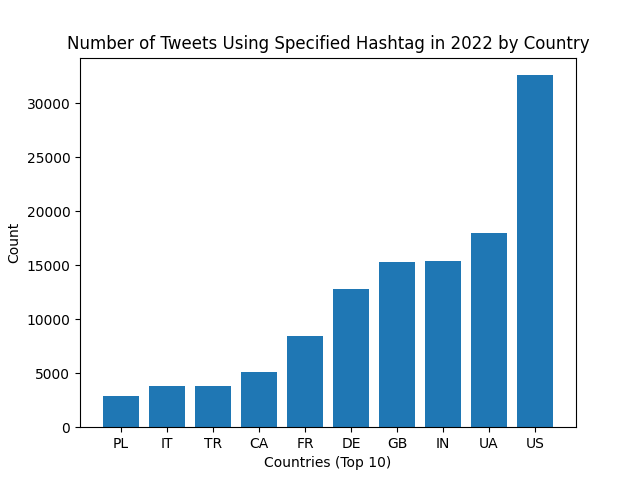 Number of Tweets Using Specified Hashtag in 2022 by Country
30000
25000
20000
15000
10000
5000
0
Count
PL IT TR CA FR DE GB IN UA US
Countries (Top 10)